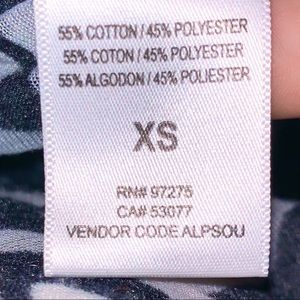 55% COTTON / 45% POLYESTER
55% COTON / 45% POLYESTER
55% ALGODON / 45% POLIESTER
XS
RN# 97275
CA# 53077
VENDOR CODE ALPSOU